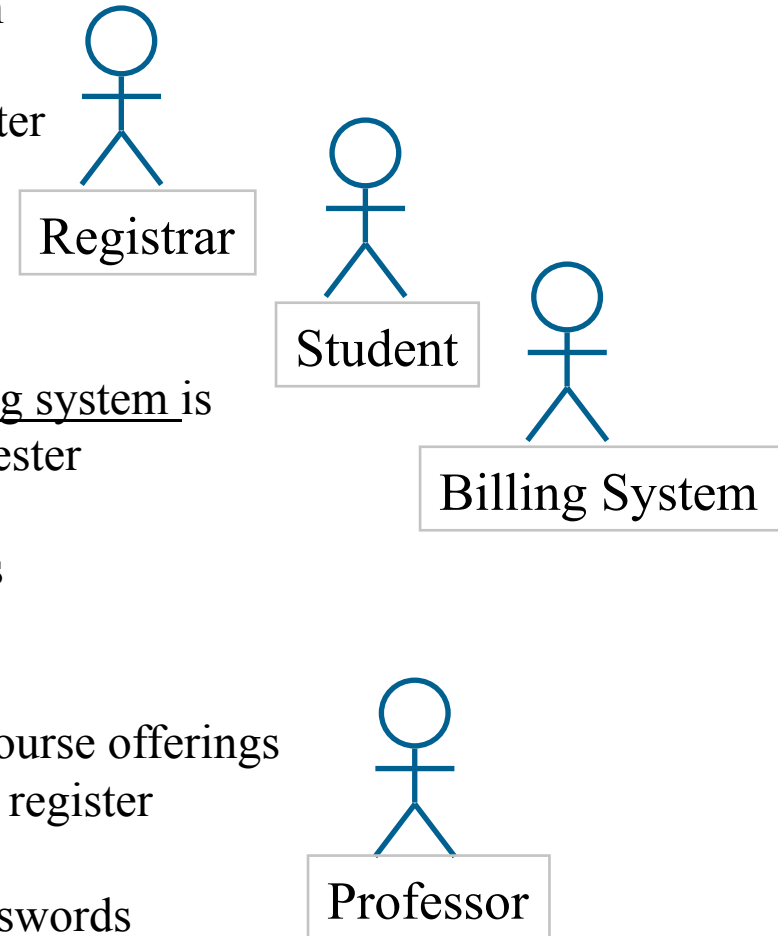 ter
Registrar
Student
g system is
ester
Billing System
s
ourse offerings
register
Professor
swords